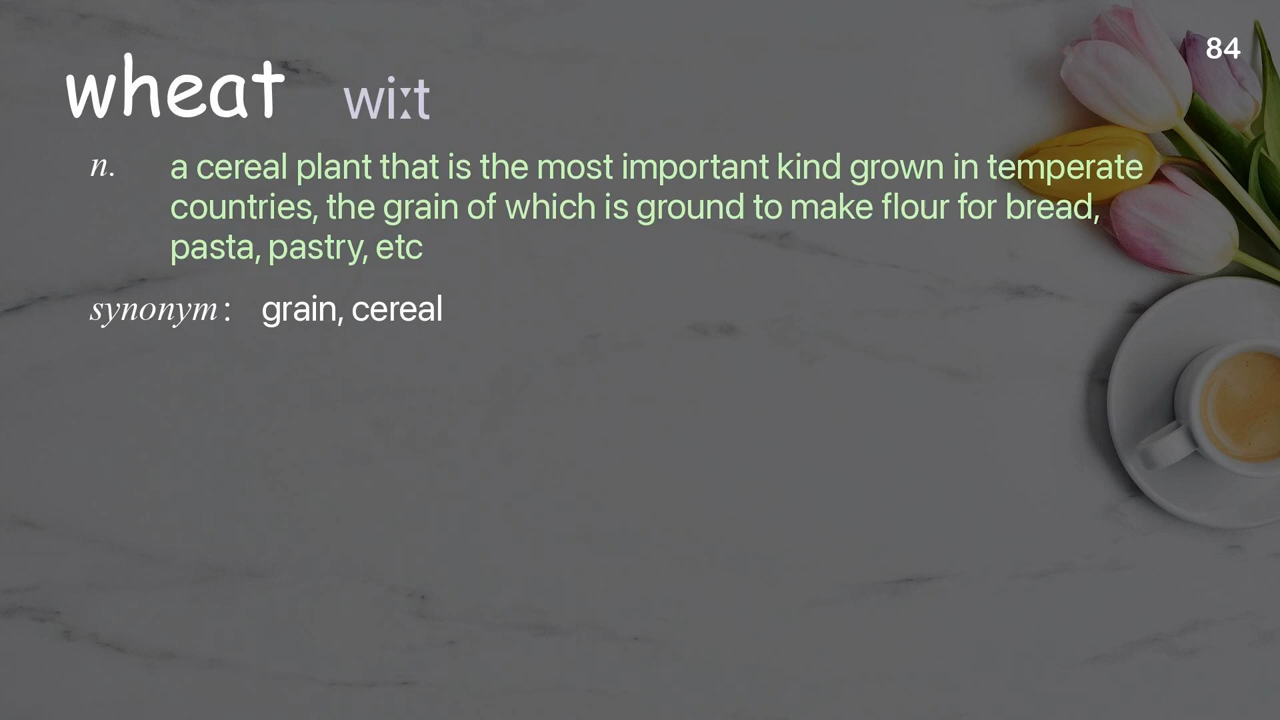 84
wheat wiːt
n. a cereal plant that is the most important kind grown in temperate
countries, the grain of which is ground to make flour for bread,
pasta, pastry, etc
synonym: grain, cereal